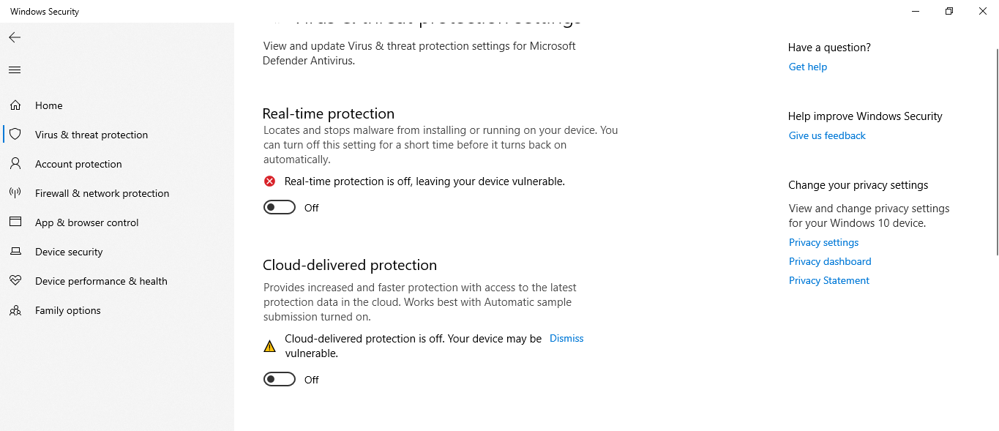 Windows Security
Home
Virus & threat protection
Account protection
Firewall & network protection
App & browser control
Device security
Device performance & health
Family options
Virus & threat protection settings
View and update Virus & threat protection settings for Microsoft
Defender Antivirus.
Real-time protection
Locates and stops malware from installing or running on your device. You
can turn off this setting for a short time before it turns back on
automatically.
Real-time protection is off, leaving your device vulnerable.
Off
Cloud-delivered protection
Provides increased and faster protection with access to the latest
protection data in the cloud. Works best with Automatic sample
submission turned on.
Cloud-delivered protection is off. Your device may be Dismiss
vulnerable.
Off
Have a question?
Get help
Help improve Windows Security
Give us feedback
Change your privacy settings
View and change privacy settings
for your Windows 10 device.
Privacy settings
Privacy dashboard
Privacy Statement